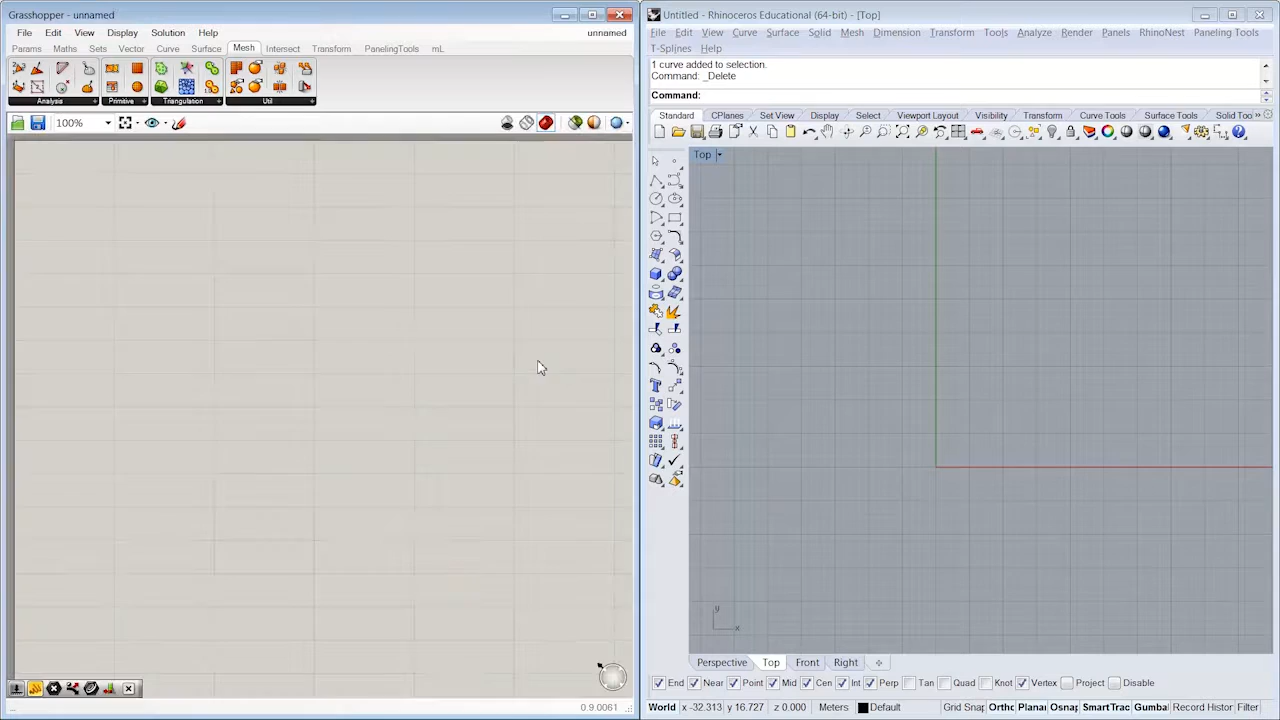 Grasshopper - unnamed
File Edit View Display Solution Help
unnamed
Params Maths Sets Vector Curve Surface Mesh Intersect Transform PanelingTools mL
Analysis + Primitive + Triangulation + Util +
100%
0.9.0061
Untitled - Rhinoceros Educational (64-bit) - [Top]
File Edit View Curve Surface Solid Mesh Dimension Transform Tools Analyze Render Panels RhinoNest Paneling Tools
T-Splines Help
1 curve added to selection.
Command: _Delete
Command:
Standard CPlanes Set View Display Select Viewport Layout Visibility Transform Curve Tools Surface Tools Solid Too
Top
y
x
Perspective Top Front Right
End Near Point Mid Cen Int Perp Tan Quad Knot Vertex Project Disable
World x -32.313 y 16.727 z 0.000 Meters Default Grid Snap Ortho Planar Osnap SmartTrac Gumba Record Histor Filter